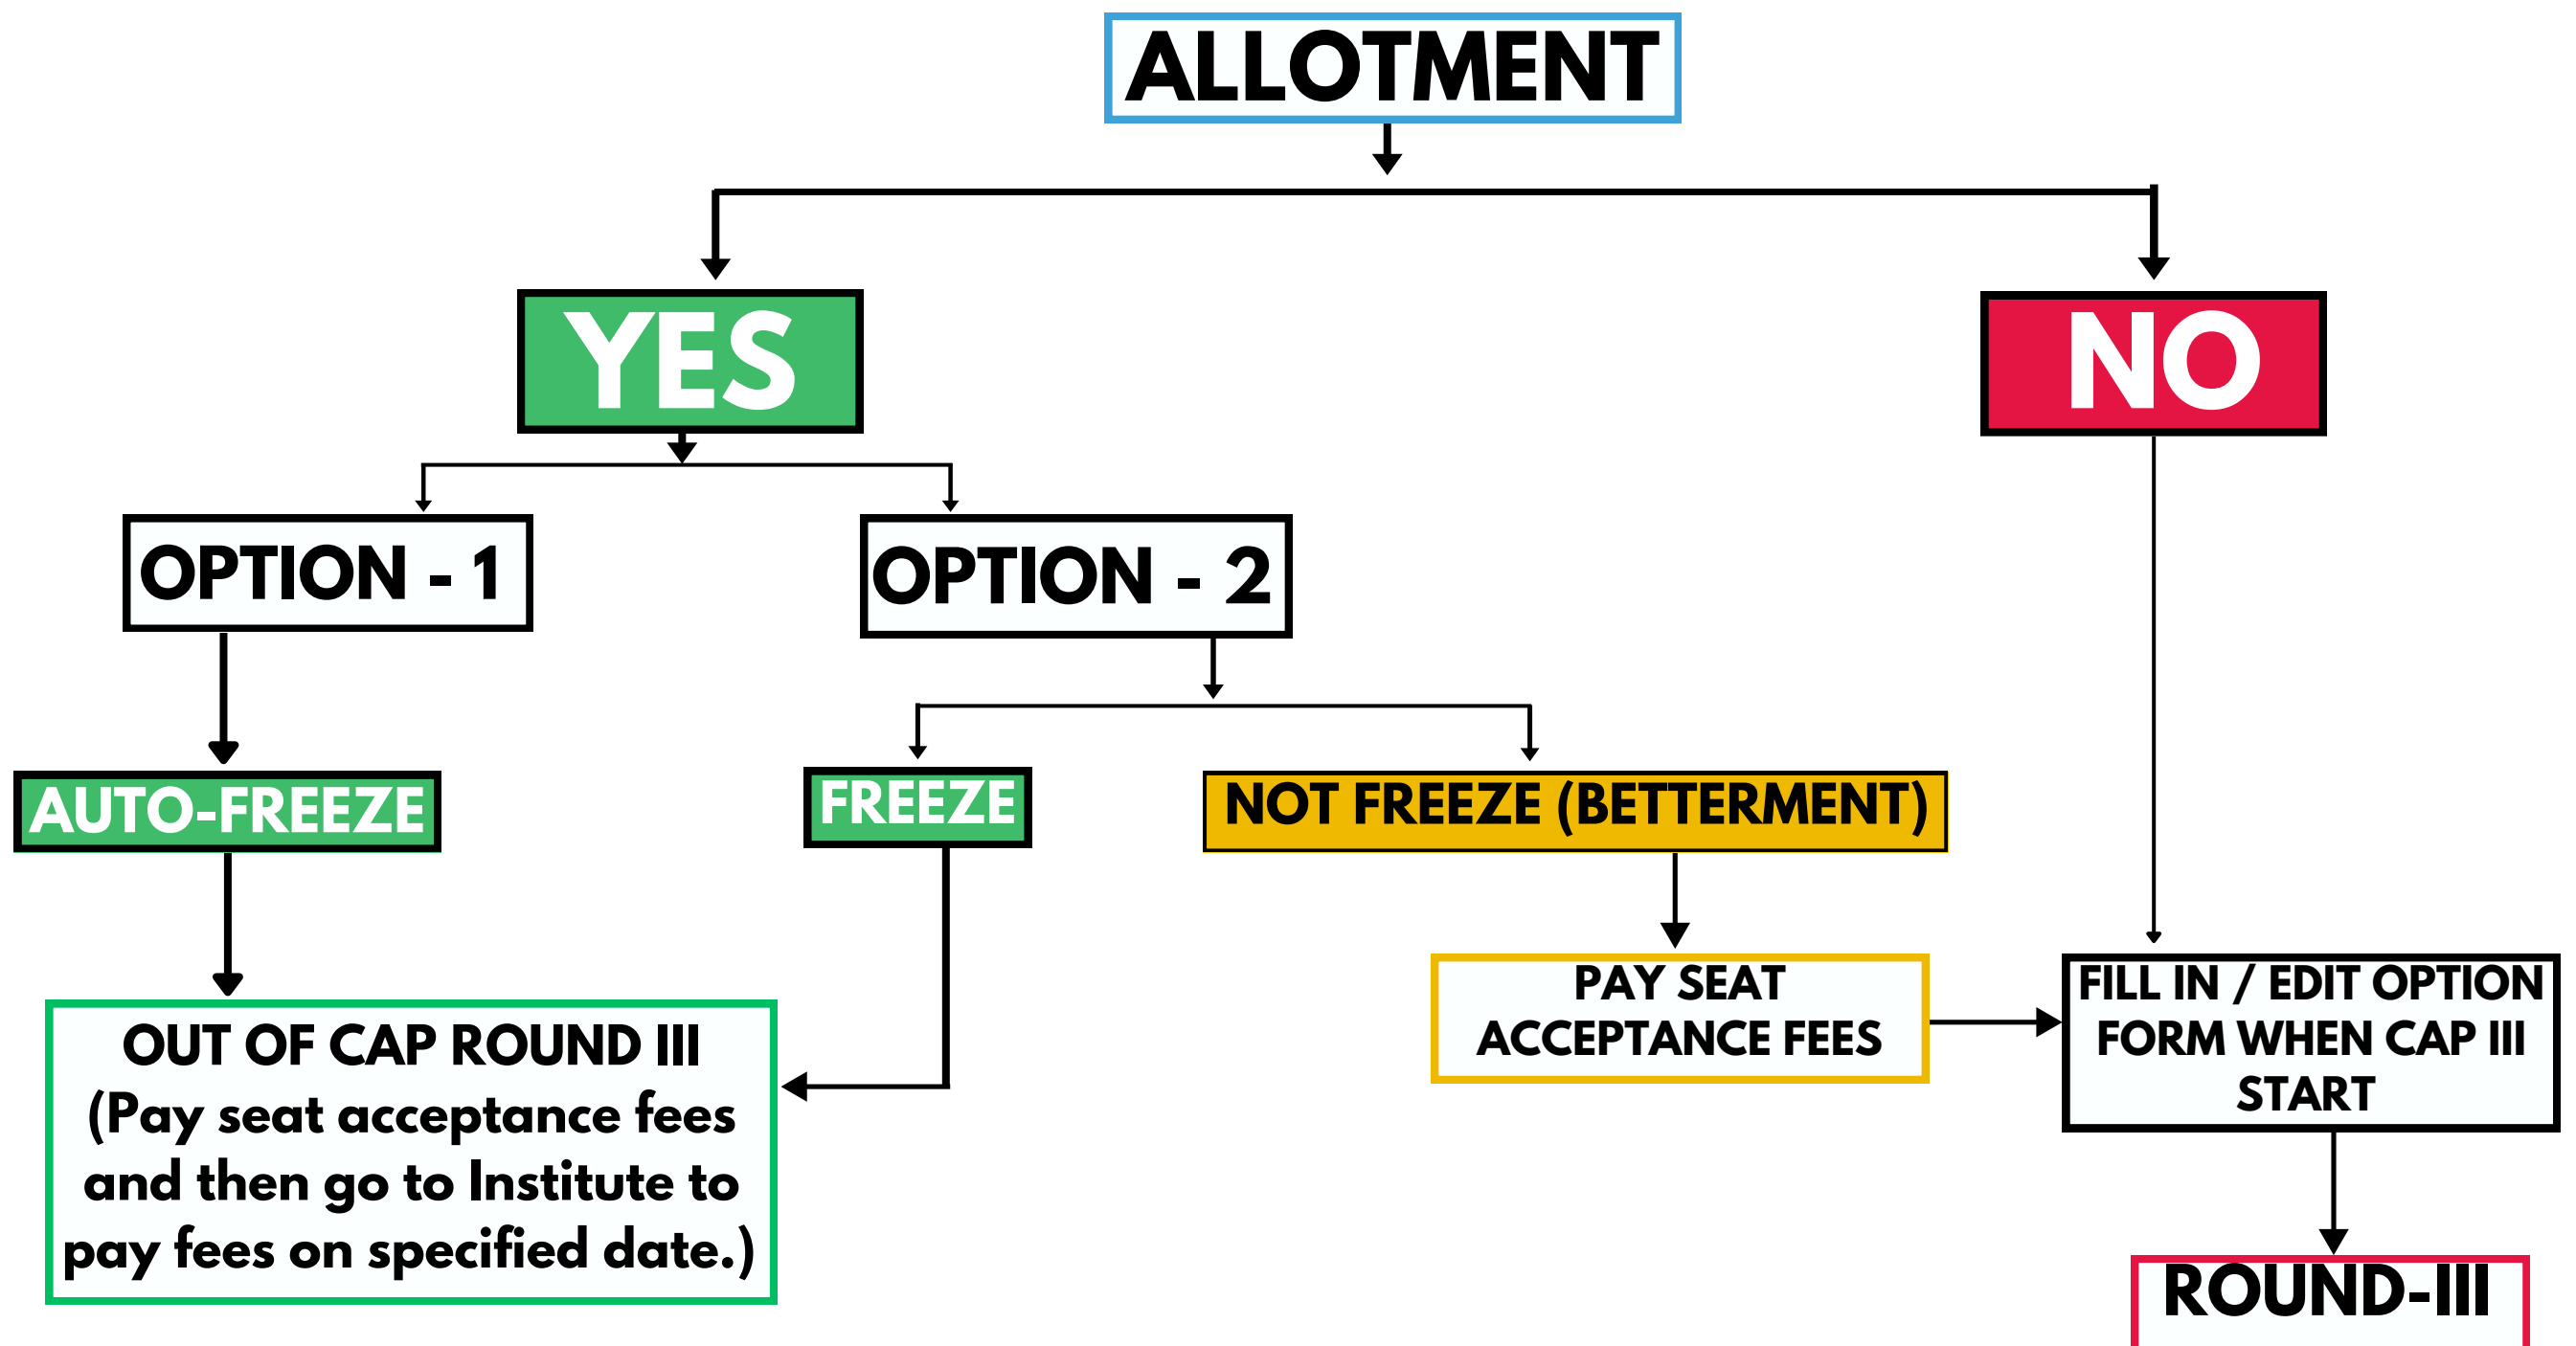 ALLOTMENT
YES
NO
OPTION - 1
OPTION - 2
AUTO-FREEZE
FREEZE
NOT FREEZE (BETTERMENT)
OUT OF CAP ROUND III
(Pay seat acceptance fees
and then go to Institute to
pay fees on specified date.)
PAY SEAT
ACCEPTANCE FEES
FILL IN / EDIT OPTION
FORM WHEN CAP III
START
ROUND-III